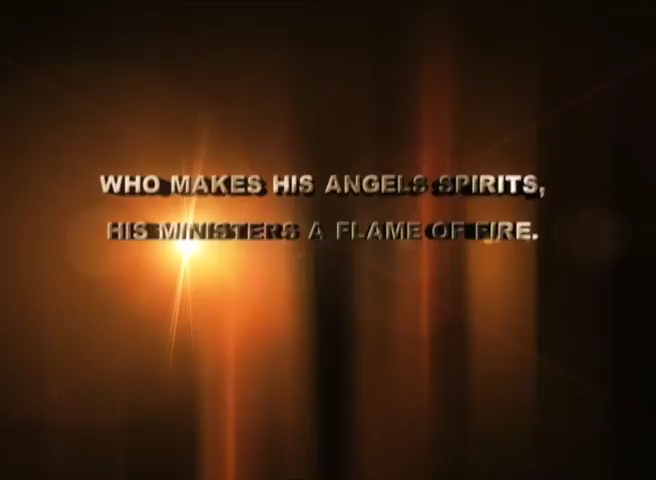 WHO MAKES HIS ANGELS SPIRITS,
HIS MINISTERS A FLAME OF FIRE.